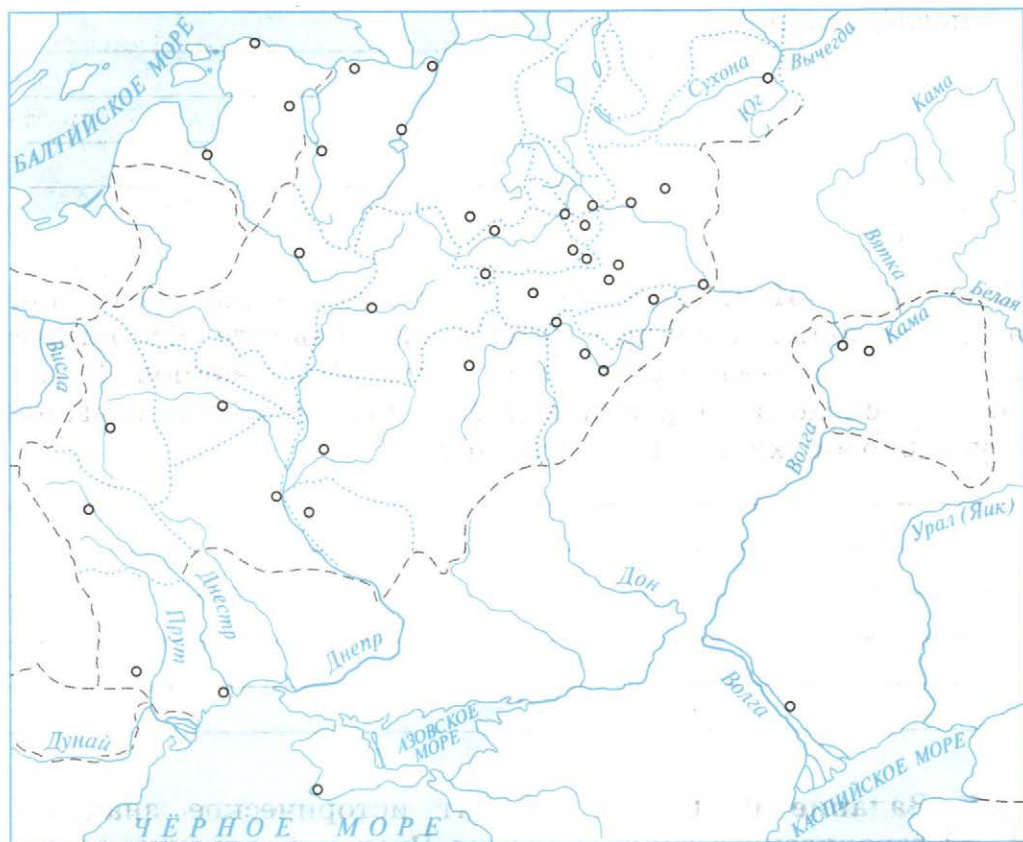 БАЛТИЙСКОЕ МОРЕ
Сухона
Вычегда
Юг
Кама
Вятка
Белая
Кама
Висла
Волга
Урал (Яик)
Дон
Днестр
Прут
Днепр
Волга
Дунай
АЗОВСКОЕ
МОРЕ
КАСПИЙСКОЕ МОРЕ
ЧЁРНОЕ МОРЕ